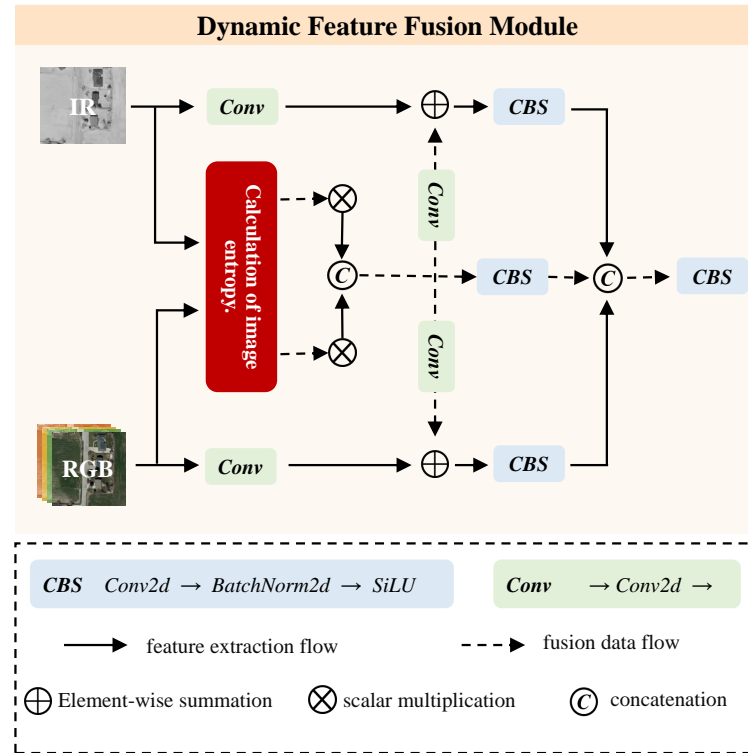 Dynamic Feature Fusion Module
IR
Conv
CBS
Calculation of image
entropy.
Conv
C
CBS
C
CBS
Conv
RGB
Conv
CBS
CBS Conv2d → BatchNorm2d → SiLU
Conv → Conv2d →
feature extraction flow
fusion data flow
Element-wise summation
scalar multiplication
C concatenation